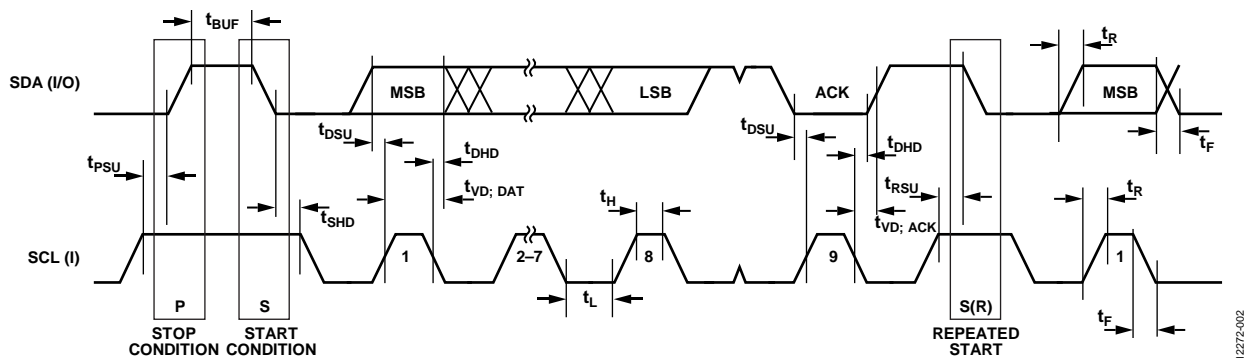 tBUF
tR
SDA (I/O)
MSB
LSB
ACK
MSB
tDSU
tDHD
tDSU
tDHD
tF
tPSU
tVD; DAT
tH
tRSU
tR
tSHD
tVD; ACK
SCL (I)
1
2–7
8
9
1
tL
tF
P
S
S(R)
STOP
CONDITION
START
CONDITION
REPEATED
START
12272-002